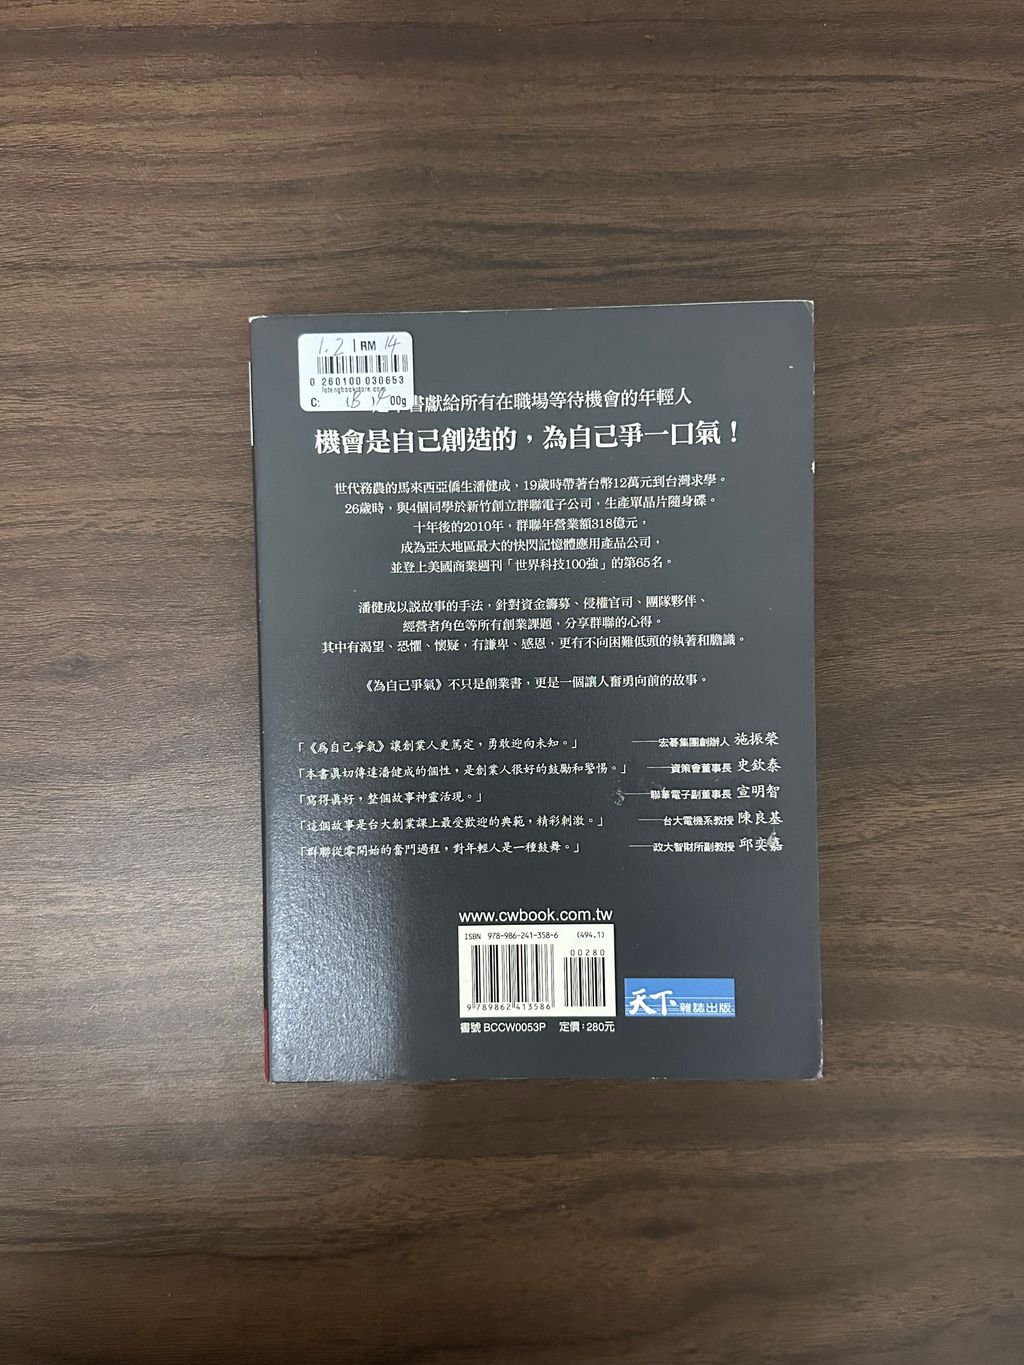 1.2 | RM 14
0 260100 030653
C: 00g
書獻給所有在職場等待機會的年輕人
機會是自己創造的，為自己爭一口氣！
世代務農的馬來西亞僑生潘健成，19歲時帶著台幣12萬元到台灣求學。
26歲時，與4個同學於新竹創立群聯電子公司，生產單晶片隨身碟。
十年後的2010年，群聯年營業額318億元，
成為亞太地區最大的快閃記憶體應用產品公司，
並登上美國商業週刊「世界科技100強」的第65名。
潘健成以說故事的手法，針對資金籌募、侵權官司、團隊夥伴、
經營者角色等所有創業課題，分享群聯的心得。
其中有渴望、恐懼、懷疑，有謙卑、感恩，更有不向困難低頭的執著和膽識。
《為自己爭氣》不只是創業書，更是一個讓人奮勇向前的故事。
「《為自己爭氣》讓創業人更篤定，勇敢迎向未知。」——宏碁集團創辦人 施振榮
「本書真切傳達潘健成的個性，是創業人很好的鼓勵和警惕。」——資策會董事長 史欽泰
「寫得真好，整個故事神靈活現。」——聯華電子副董事長 宣明智
「這個故事是台大創業課上最受歡迎的典範，精彩刺激。」——台大電機系教授 陳良基
「群聯從零開始的奮鬥過程，對年輕人是一種鼓舞。」——政大智財所副教授 邱奕嘉
www.cwbook.com.tw
ISBN 978-986-241-358-6 (494.1)
00280
9 789862 413586
書號 BCCW0053P 定價：280元
天下雜誌出版